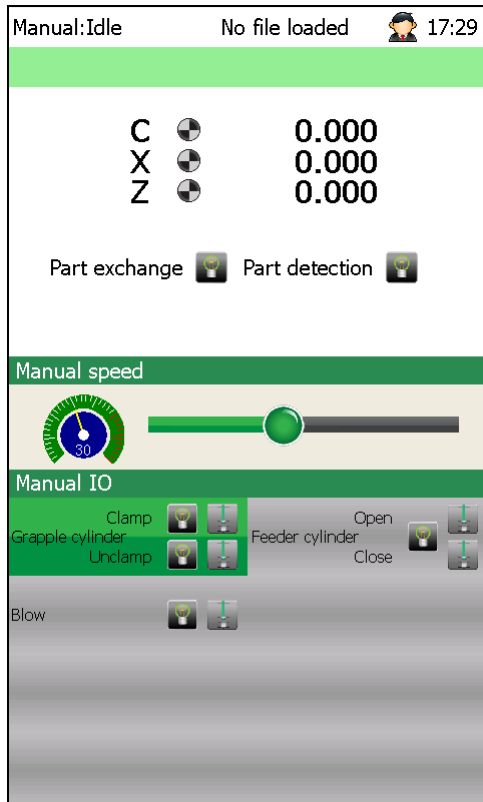 Manual:Idle No file loaded 17:29
C 0.000
X 0.000
Z 0.000
Part exchange Part detection
Manual speed
30
Manual IO
Clamp Open
Grapple cylinder Feeder cylinder
Unclamp Close
Blow